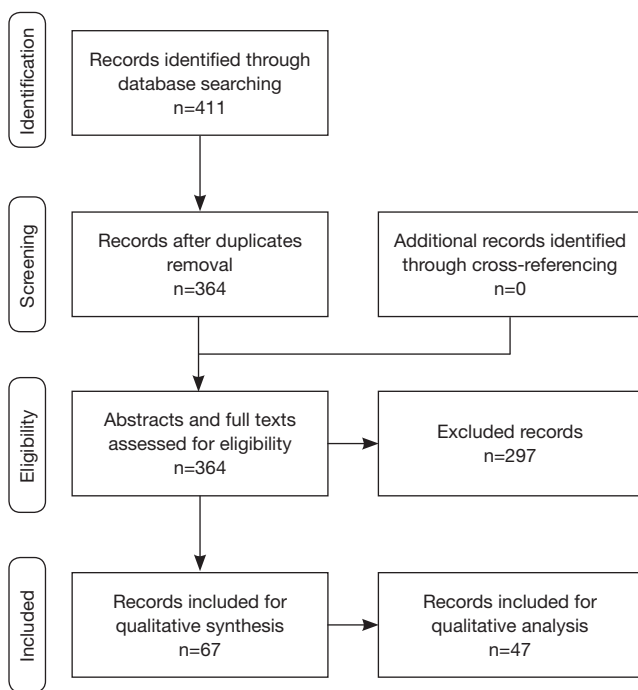 Identification
Records identified through
database searching
n=411
Screening
Records after duplicates
removal
n=364
Additional records identified
through cross-referencing
n=0
Eligibility
Abstracts and full texts
assessed for eligibility
n=364
Excluded records
n=297
Included
Records included for
qualitative synthesis
n=67
Records included for
qualitative analysis
n=47